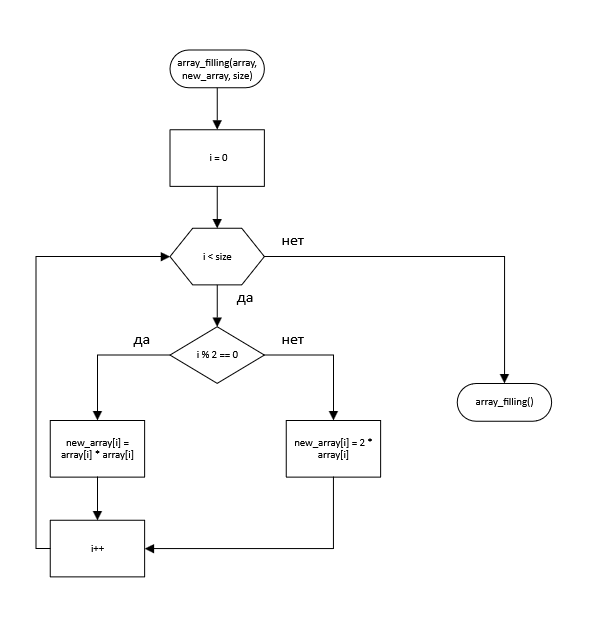 array_filling(array,
new_array, size)
i = 0
i < size
нет
да
i % 2 == 0
да
нет
new_array[i] =
array[i] * array[i]
new_array[i] = 2 *
array[i]
array_filling()
i++